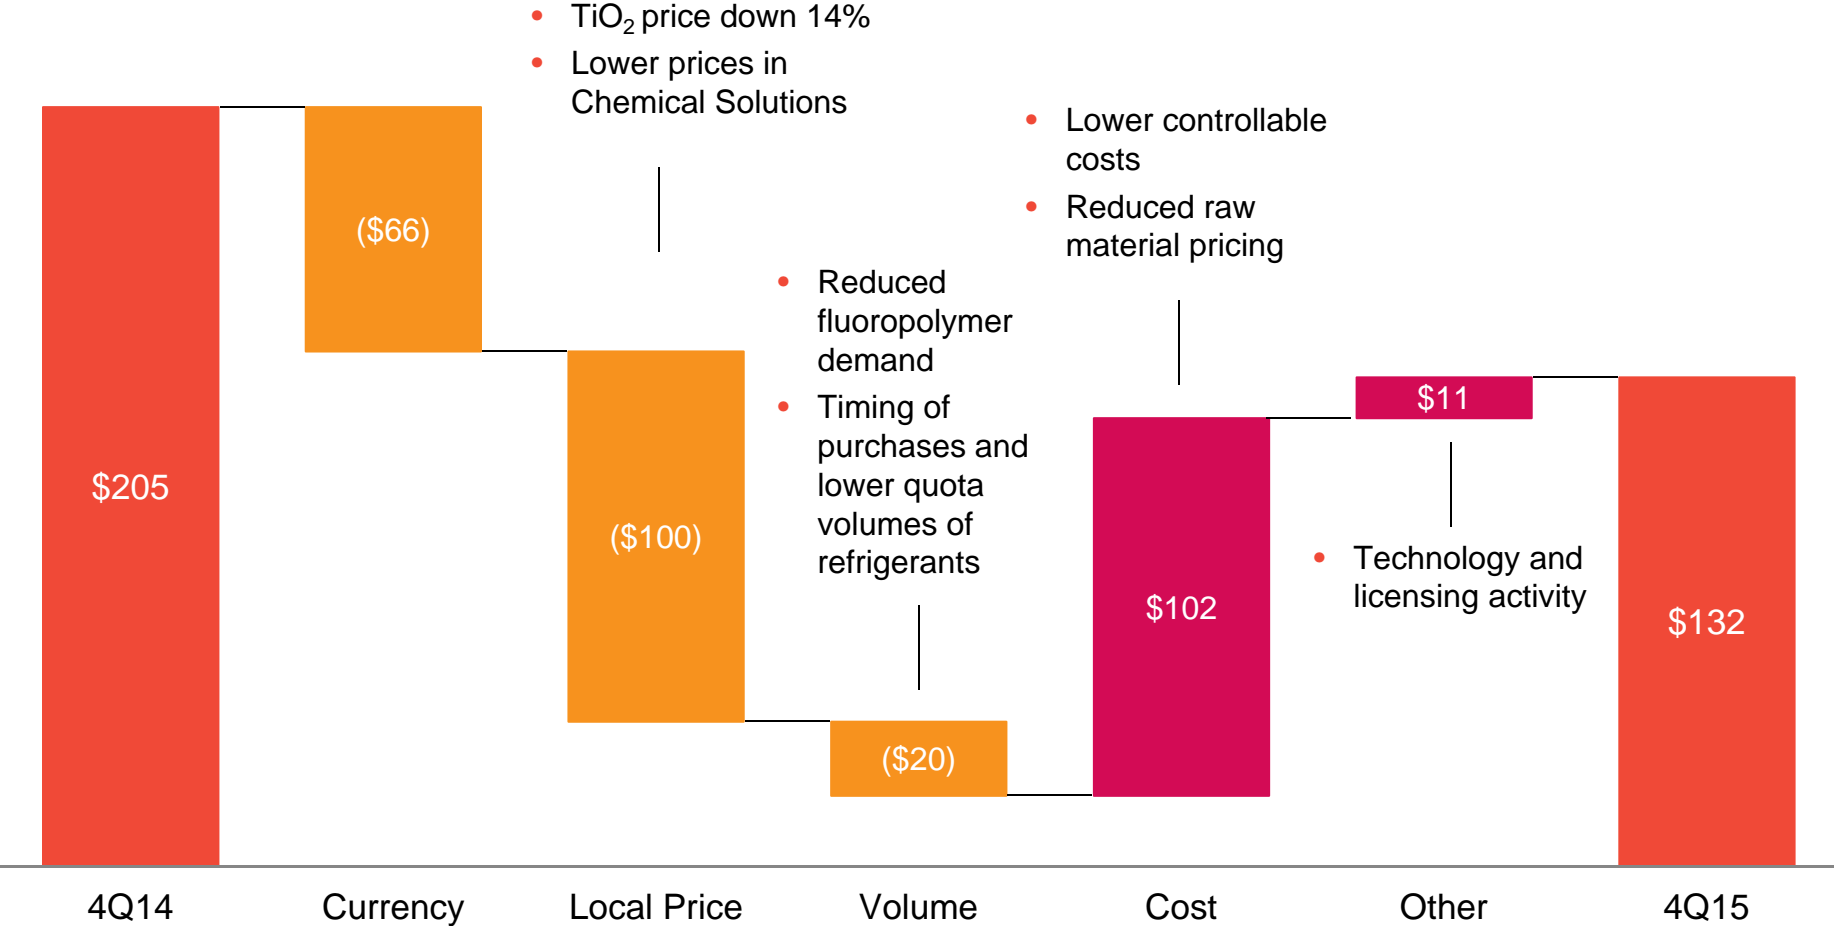 • TiO₂ price down 14%
• Lower prices in
Chemical Solutions
• Lower controllable
costs
• Reduced raw
material pricing
($66)
• Reduced
fluoropolymer
demand
• Timing of
purchases and
lower quota
volumes of
refrigerants
$11
$205
($100)
• Technology and
licensing activity
$102
$132
($20)
4Q14
Currency
Local Price
Volume
Cost
Other
4Q15